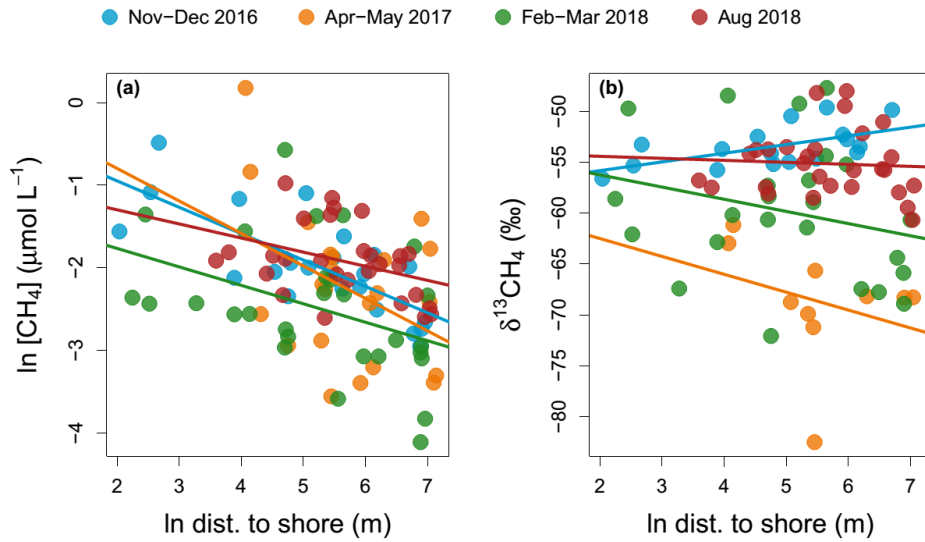 Nov−Dec 2016 Apr−May 2017 Feb−Mar 2018 Aug 2018
(a)
ln [CH₄] (μmol L⁻¹)
0
−1
−2
−3
−4
2 3 4 5 6 7
ln dist. to shore (m)
(b)
δ¹³CH₄ (‰)
−50
−55
−60
−65
−70
−75
−80
2 3 4 5 6 7
ln dist. to shore (m)